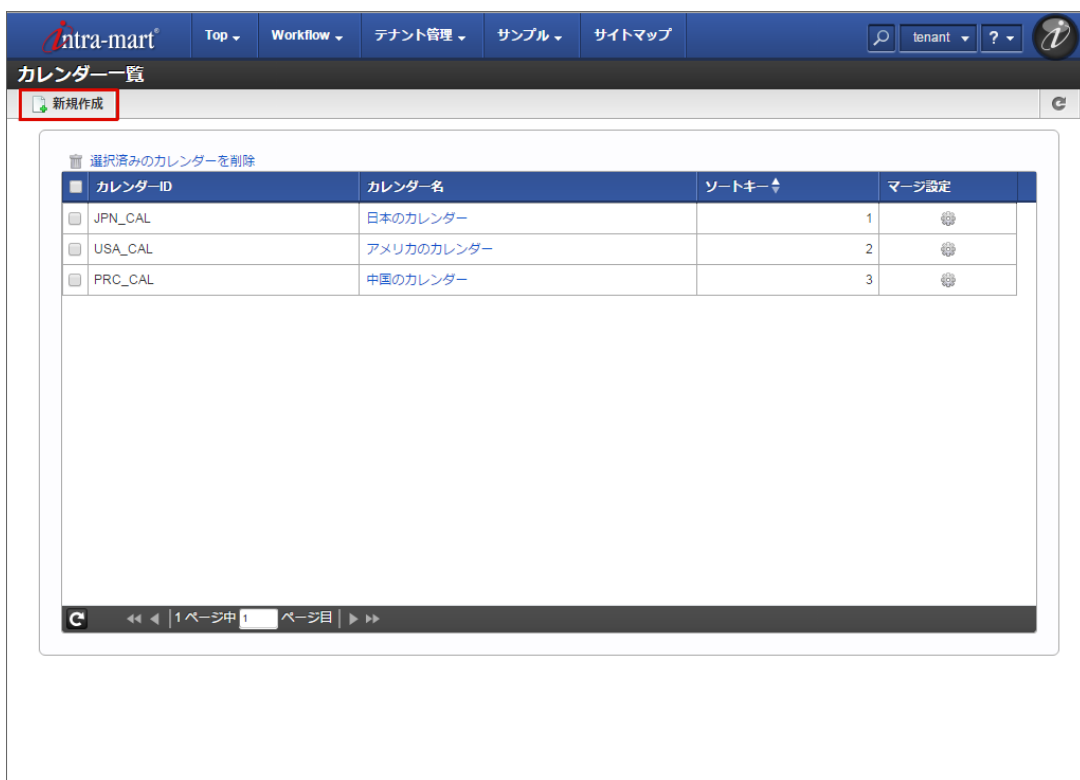 intra-mart® Top Workflow テナント管理 サンプル サイトマップ tenant ?
カレンダー一覧
新規作成
選択済みのカレンダーを削除
カレンダーID カレンダー名 ソートキー マージ設定
JPN_CAL 日本のカレンダー 1
USA_CAL アメリカのカレンダー 2
PRC_CAL 中国のカレンダー 3
1 ページ中 1 ページ目